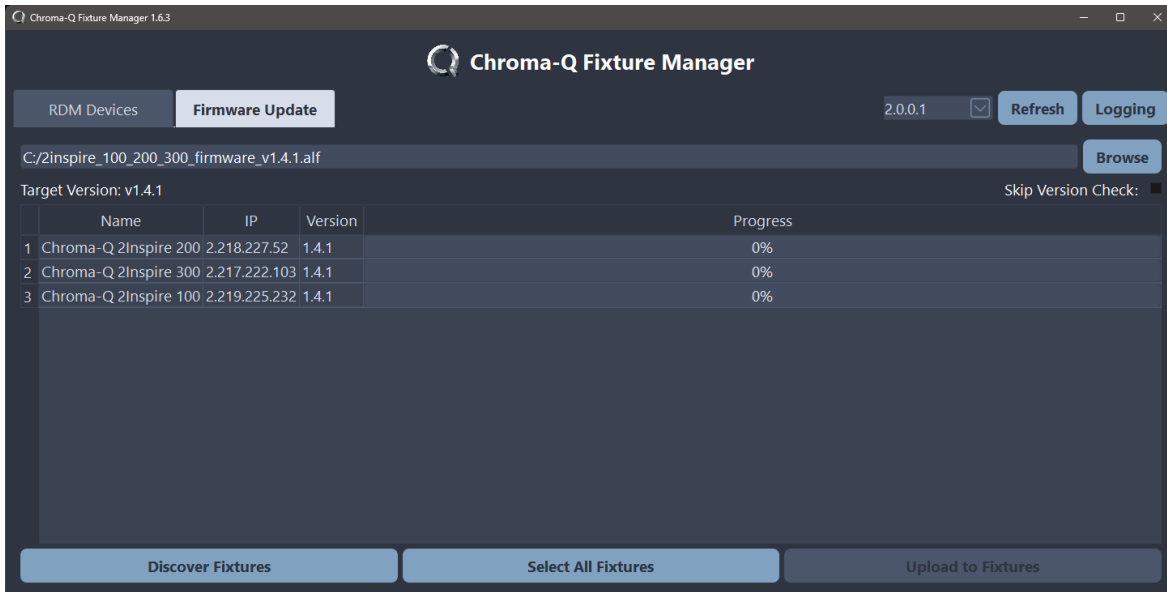 Chroma-Q Fixture Manager 1.6.3
Chroma-Q Fixture Manager
RDM Devices Firmware Update 2.0.0.1 Refresh Logging
C:/2inspire_100_200_300_firmware_v1.4.1.alf Browse
Target Version: v1.4.1 Skip Version Check:
Name IP Version Progress
1 Chroma-Q 2Inspire 200 2.218.227.52 1.4.1 0%
2 Chroma-Q 2Inspire 300 2.217.222.103 1.4.1 0%
3 Chroma-Q 2Inspire 100 2.219.225.232 1.4.1 0%
Discover Fixtures Select All Fixtures Upload to Fixtures